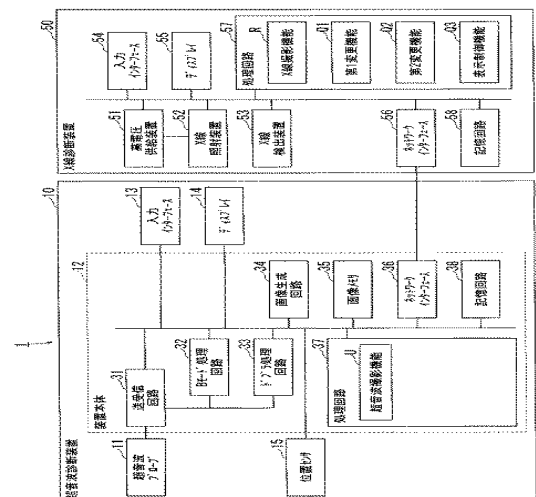 1
10
超音波診断装置
11
超音波
プローブ
15
位置センサ
12
装置本体
31
送受信
回路
32
Bモード処理
回路
33
ドプラ処理
回路
34
画像生成
回路
35
画像メモリ
36
ネットワーク
インターフェース
37
処理回路
U
超音波撮影機能
38
記憶回路
13
入力
インターフェース
14
ディスプレイ
50
X線診断装置
51
高電圧
供給装置
52
X線
照射装置
53
X線
検出装置
54
入力
インターフェース
55
ディスプレイ
56
ネットワーク
インターフェース
57
処理回路
R
X線撮影機能
Q1
第1変更機能
Q2
第2変更機能
Q3
表示制御機能
58
記憶回路